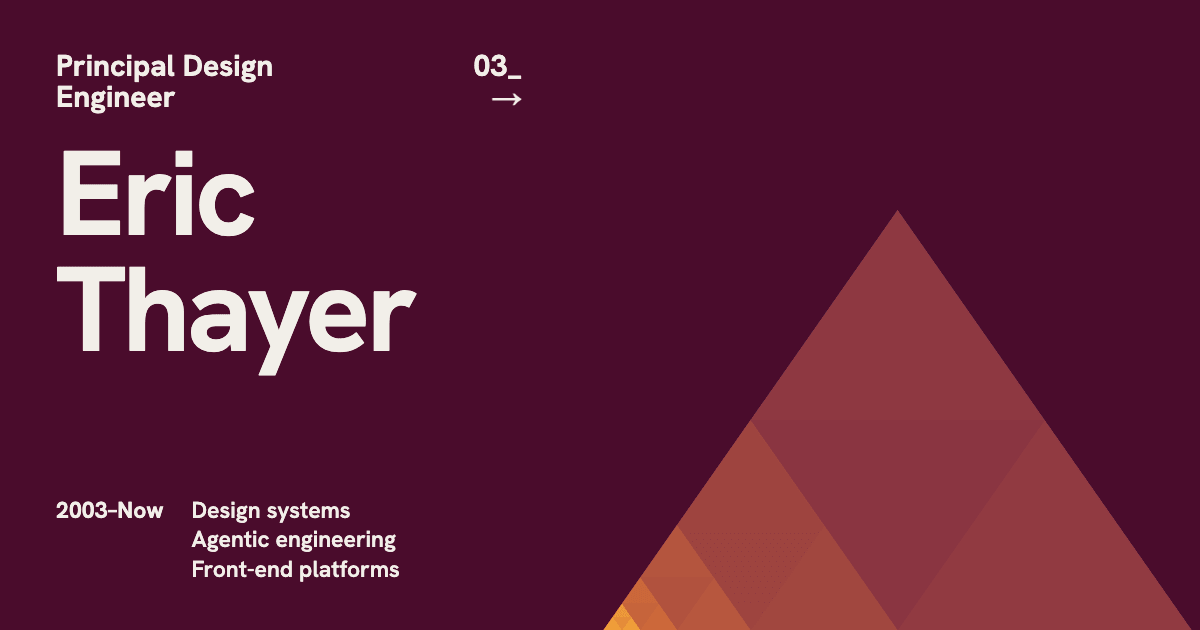 Principal Design
Engineer
03_
→
Eric
Thayer
2003–Now
Design systems
Agentic engineering
Front-end platforms